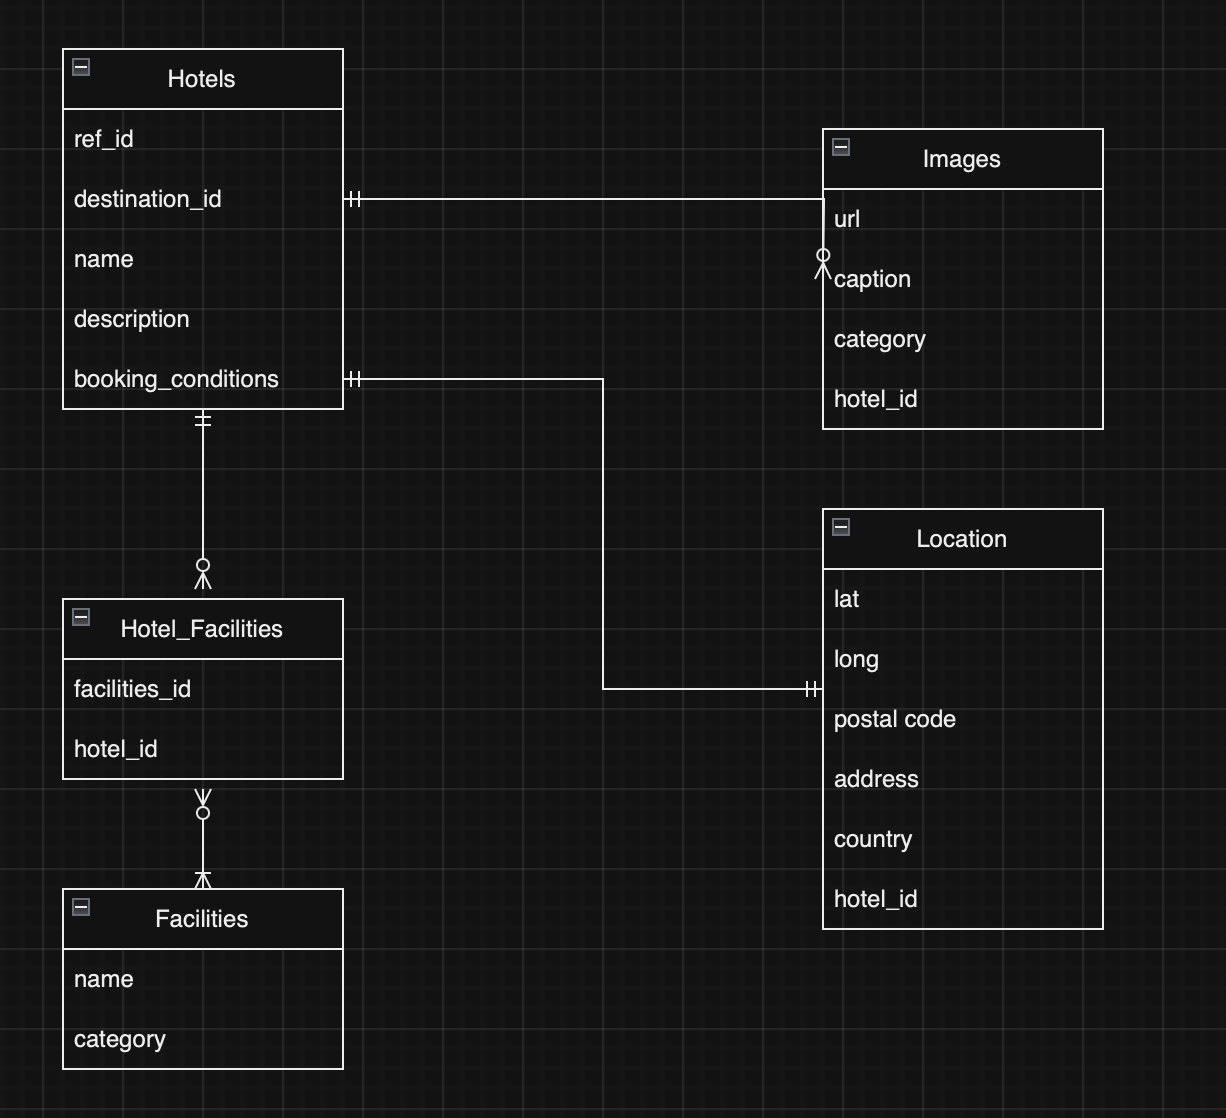 Hotels
ref_id
destination_id
name
description
booking_conditions
Images
url
caption
category
hotel_id
Hotel_Facilities
facilities_id
hotel_id
Location
lat
long
postal code
address
country
hotel_id
Facilities
name
category